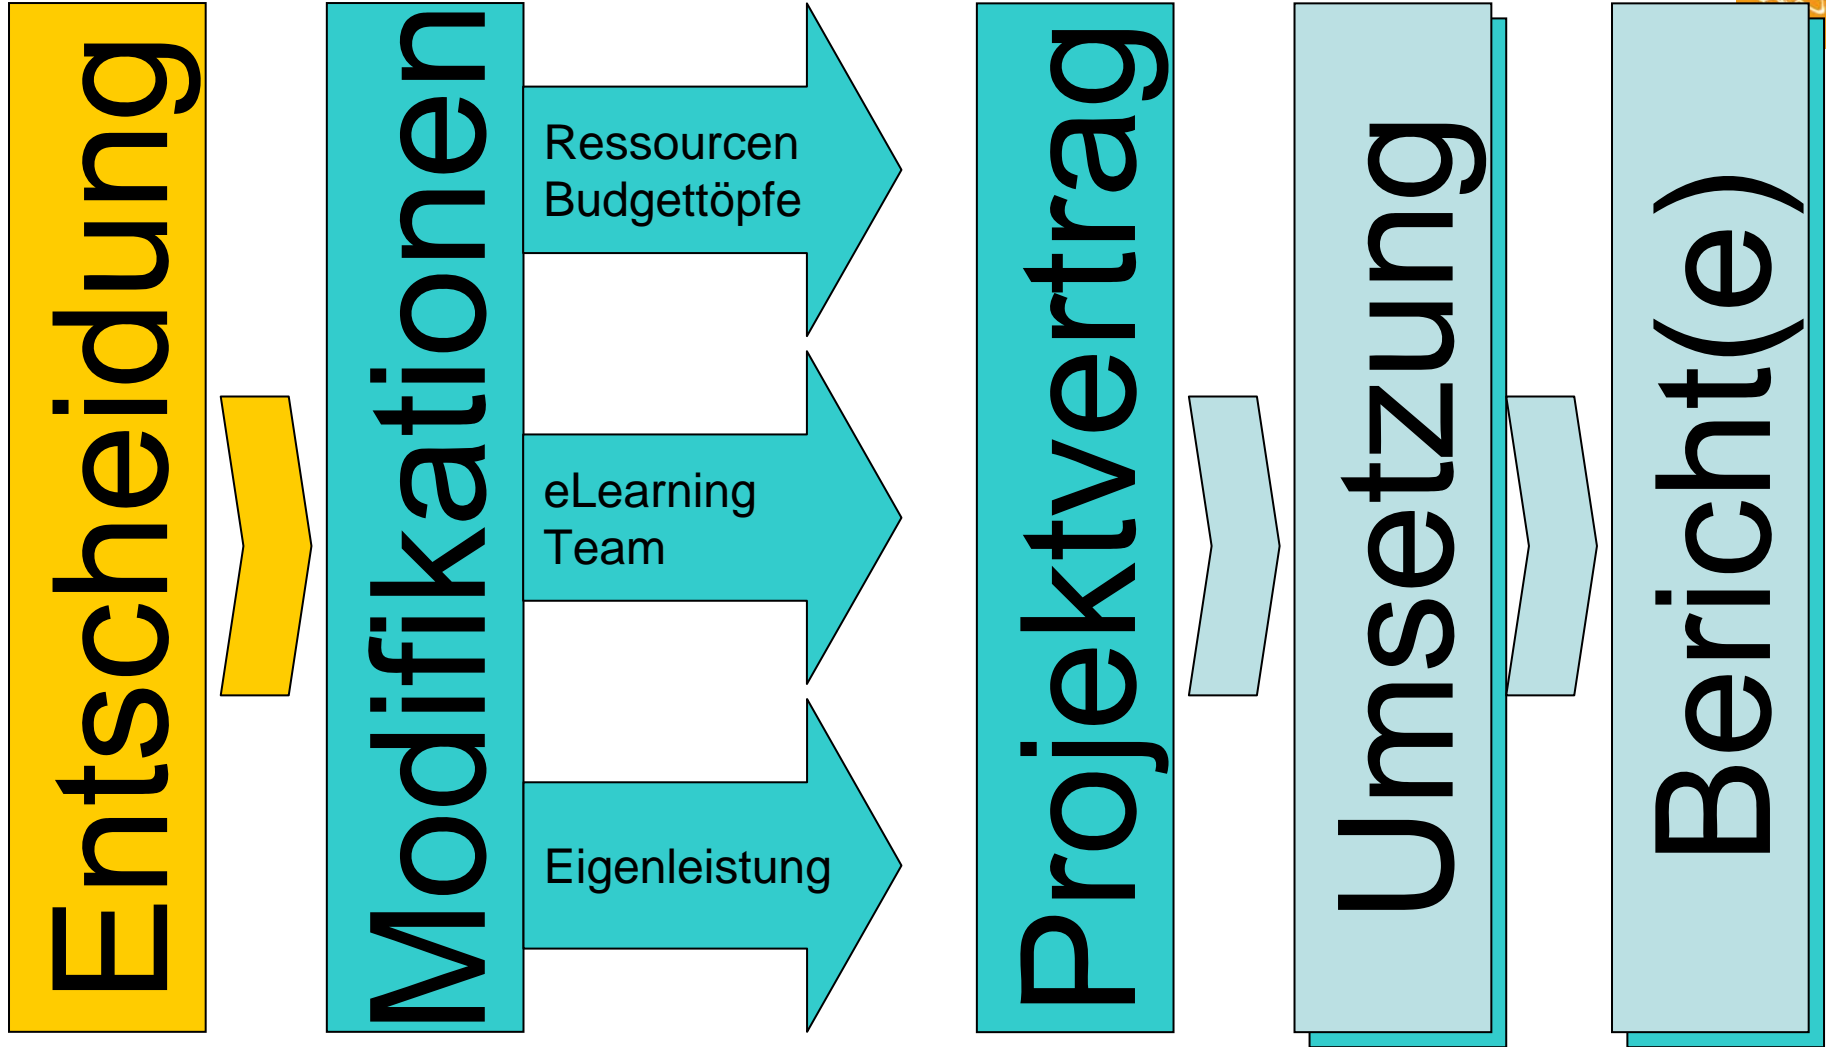 Entscheidung
Modifikationen
Ressourcen
Budgettöpfe
eLearning
Team
Eigenleistung
Projektvertrag
Umsetzung
Bericht(e)